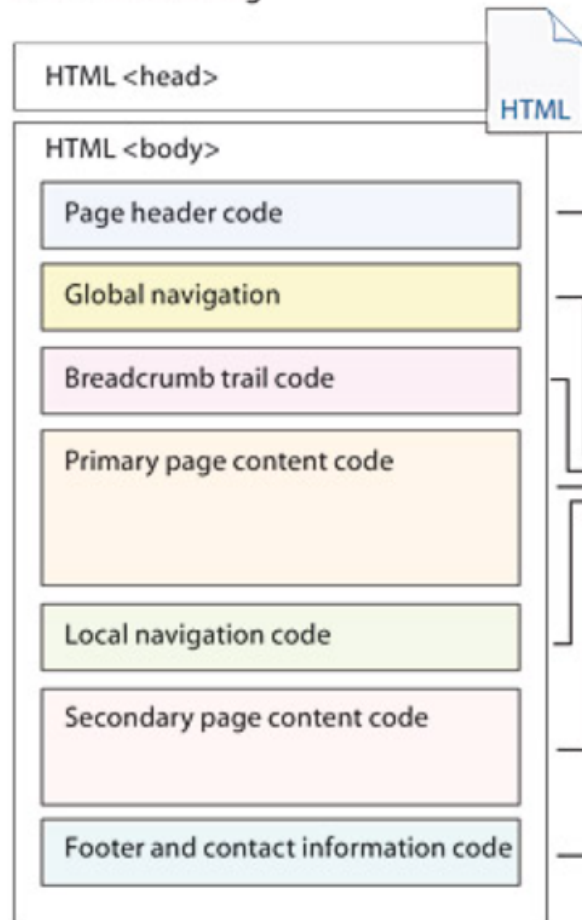 HTML <head>
HTML
HTML <body>
Page header code
Global navigation
Breadcrumb trail code
Primary page content code
Local navigation code
Secondary page content code
Footer and contact information code